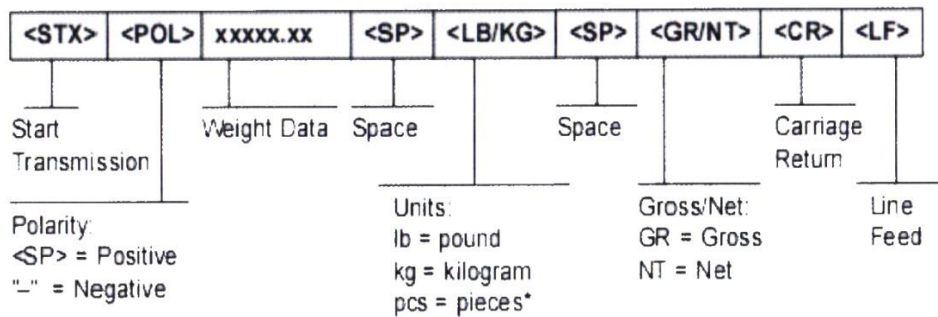 <STX> <POL> xxxxx.xx <SP> <LB/KG> <SP> <GR/NT> <CR> <LF>
Start
Transmission
Weight Data
Space
Space
Carriage
Return
Polarity:
<SP> = Positive
"–" = Negative
Units:
lb = pound
kg = kilogram
pcs = pieces*
Gross/Net:
GR = Gross
NT = Net
Line
Feed